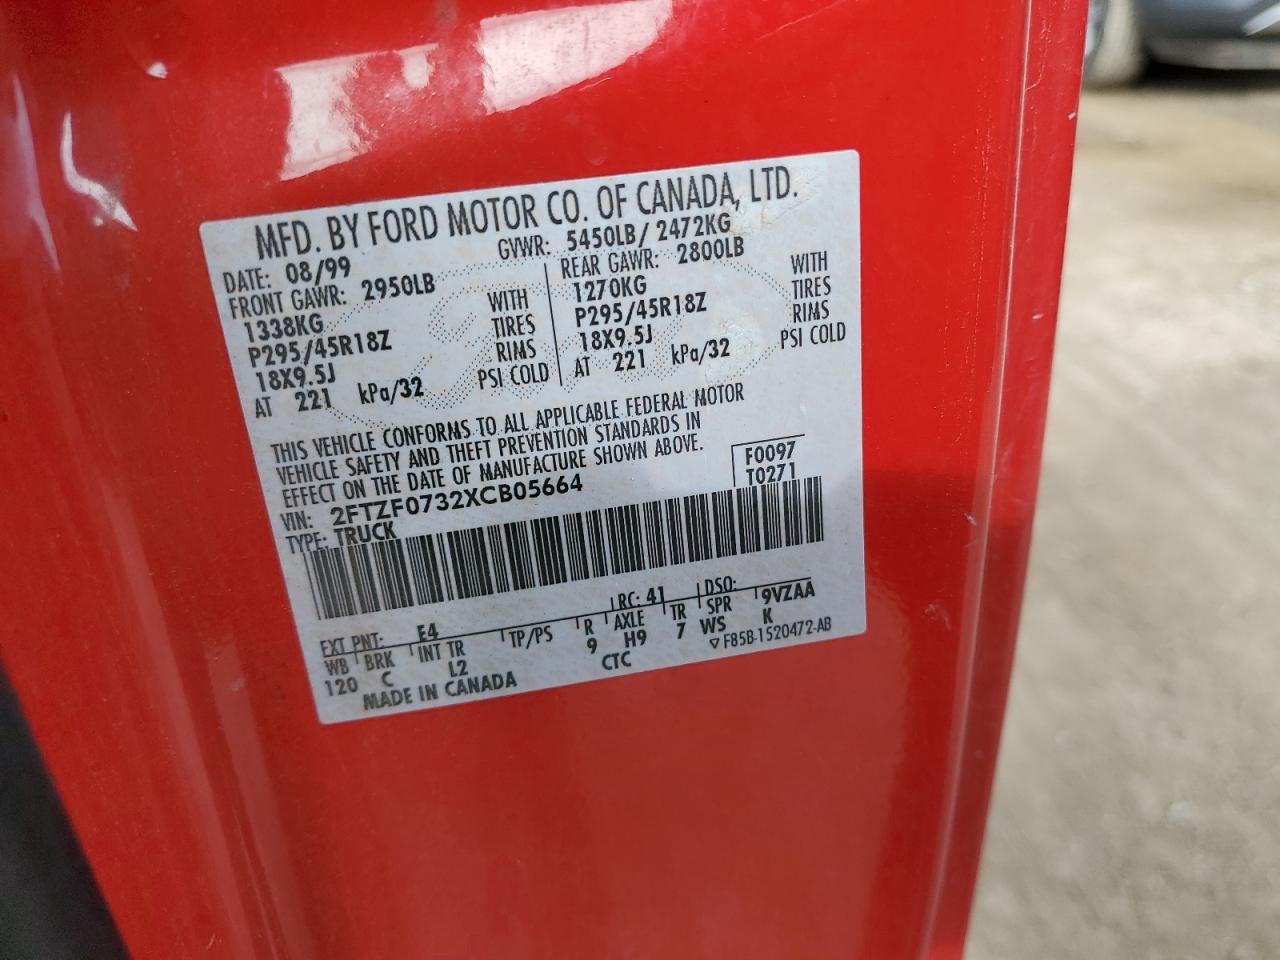 MFD. BY FORD MOTOR CO. OF CANADA, LTD.
DATE: 08/99 GVWR: 5450LB/ 2472KG
FRONT GAWR: 2950LB REAR GAWR: 2800LB
1338KG WITH 1270KG WITH
P295/45R18Z TIRES P295/45R18Z TIRES
18X9.5J RIMS 18X9.5J RIMS
AT 221 kPa/32 PSI COLD AT 221 kPa/32 PSI COLD
THIS VEHICLE CONFORMS TO ALL APPLICABLE FEDERAL MOTOR
VEHICLE SAFETY AND THEFT PREVENTION STANDARDS IN
EFFECT ON THE DATE OF MANUFACTURE SHOWN ABOVE.
F0097
VIN: 2FTZF0732XCB05664 T0271
TYPE: TRUCK
EXT PNT: E4 RC: 41 DSO: 9VZAA
WB BRK INT TR TP/PS R AXLE TR SPR
120 C L2 9 H9 7 WS K
MADE IN CANADA CTC ▽F85B-1520472-AB